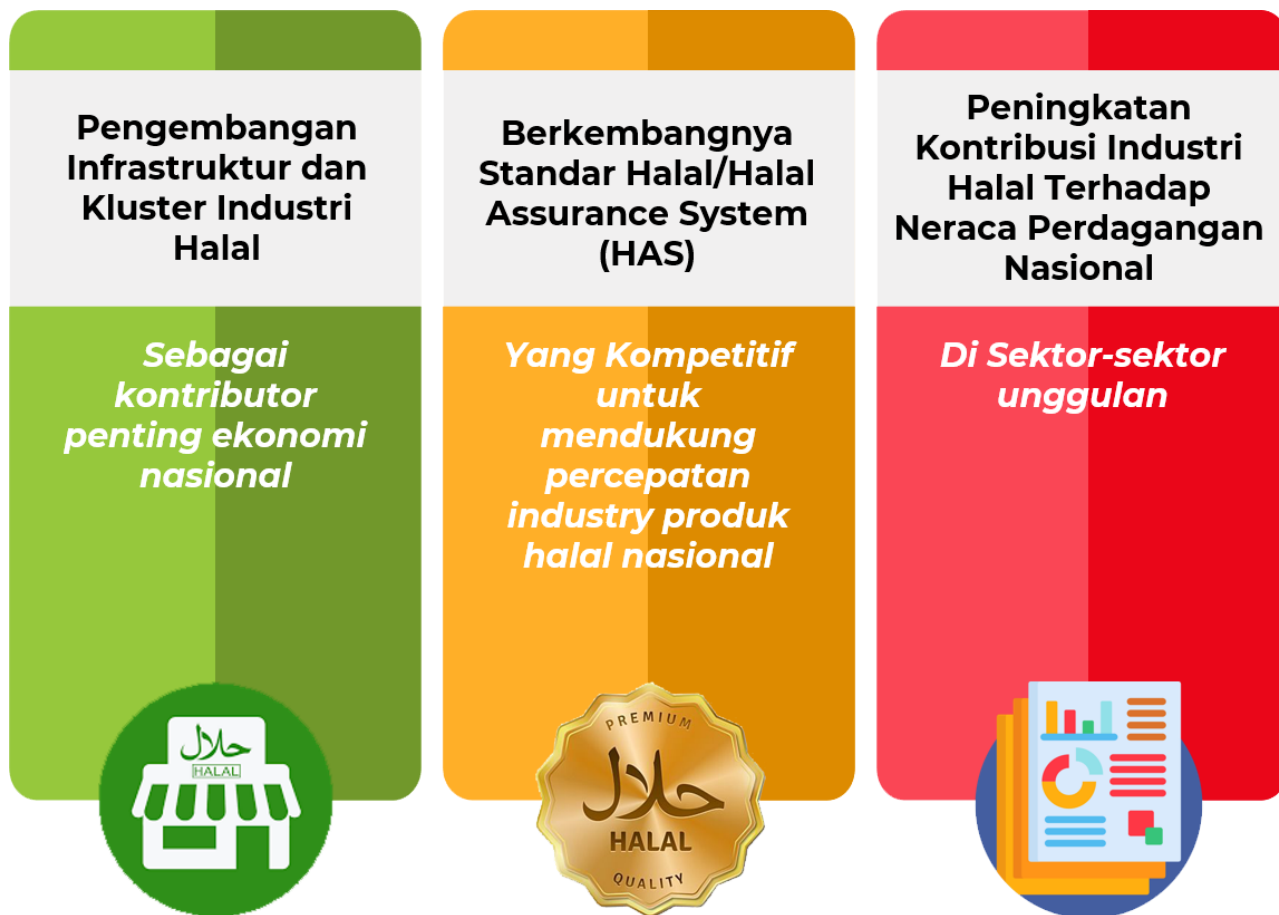 Pengembangan
Infrastruktur dan
Kluster Industri
Halal
Sebagai
kontributor
penting ekonomi
nasional
حلال
HALAL
Berkembangnya
Standar Halal/Halal
Assurance System
(HAS)
Yang Kompetitif
untuk
mendukung
percepatan
industry produk
halal nasional
PREMIUM
حلال
HALAL
QUALITY
Peningkatan
Kontribusi Industri
Halal Terhadap
Neraca Perdagangan
Nasional
Di Sektor-sektor
unggulan